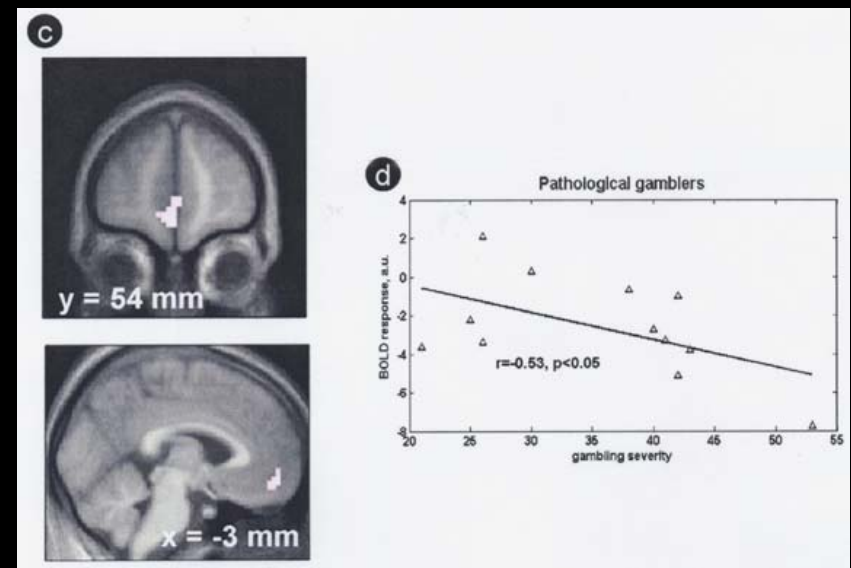 c
y = 54 mm
x = -3 mm
d
Pathological gamblers
BOLD response, a.u.
4
2
0
-2
-4
-6
-8
r=-0.53, p<0.05
20 25 30 35 40 45 50 55
gambling severity